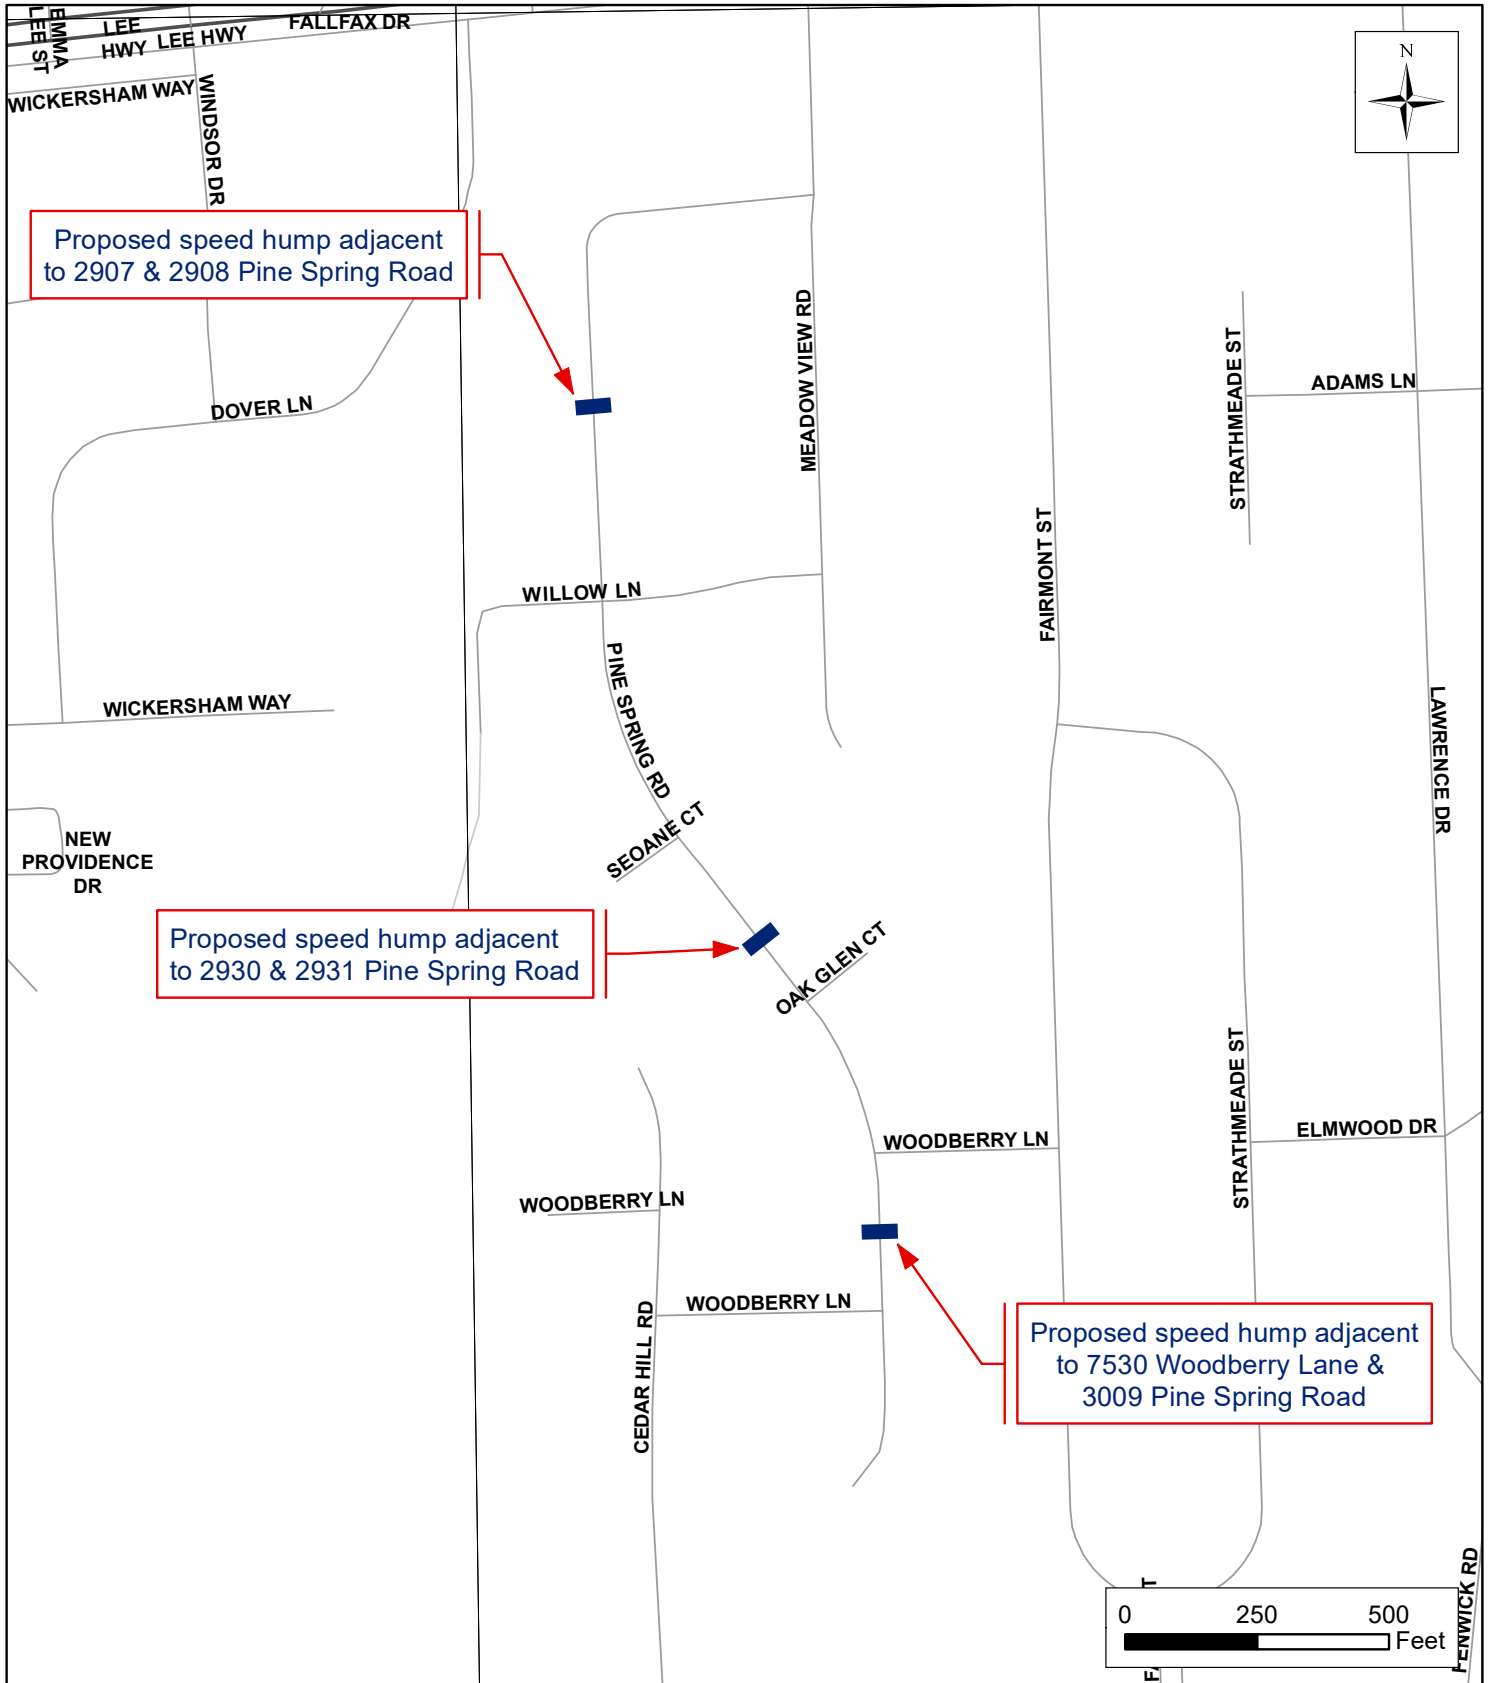 LEE ST
EMMA
LEE
HWY
LEE HWY
FALLFAX DR
WICKERSHAM WAY
WINDSOR DR
N
Proposed speed hump adjacent
to 2907 & 2908 Pine Spring Road
MEADOW VIEW RD
STRATHMEADE ST
ADAMS LN
DOVER LN
FAIRMONT ST
WILLOW LN
PINE SPRING RD
WICKERSHAM WAY
LAWRENCE DR
SEOANE CT
NEW
PROVIDENCE
DR
Proposed speed hump adjacent
to 2930 & 2931 Pine Spring Road
OAK GLEN CT
STRATHMEADE ST
WOODBERRY LN
ELMWOOD DR
WOODBERRY LN
WOODBERRY LN
CEDAR HILL RD
Proposed speed hump adjacent
to 7530 Woodberry Lane &
3009 Pine Spring Road
FENWICK RD
0 250 500
Feet